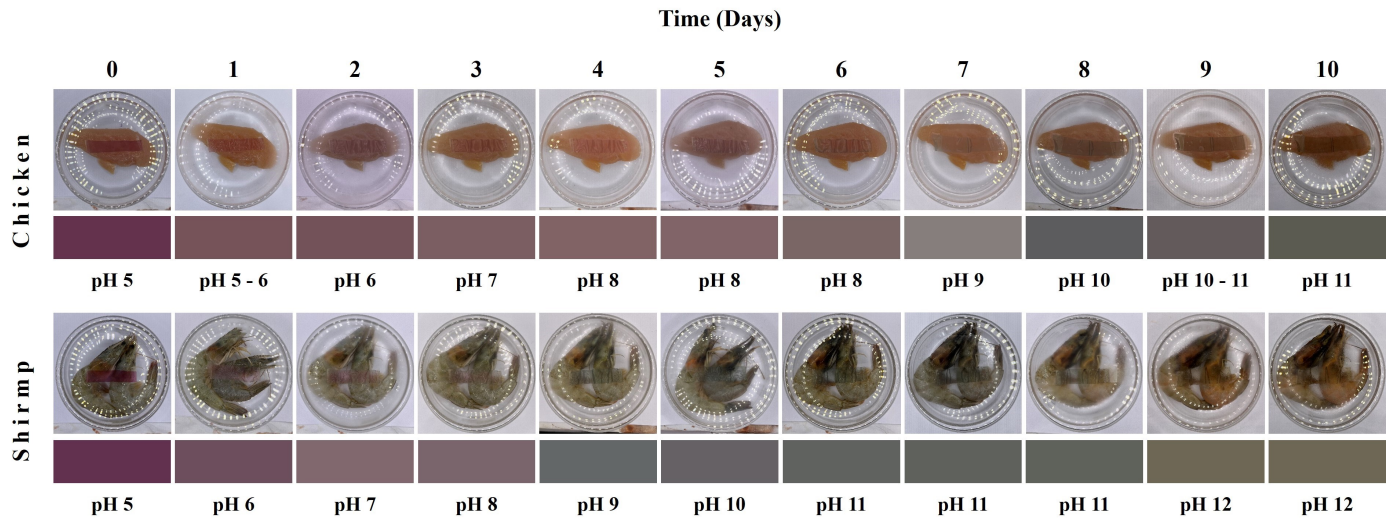 Time (Days)
0 1 2 3 4 5 6 7 8 9 10
Chicken
pH 5 pH 5 - 6 pH 6 pH 7 pH 8 pH 8 pH 8 pH 9 pH 10 pH 10 - 11 pH 11
Shirmp
pH 5 pH 6 pH 7 pH 8 pH 9 pH 10 pH 11 pH 11 pH 11 pH 12 pH 12